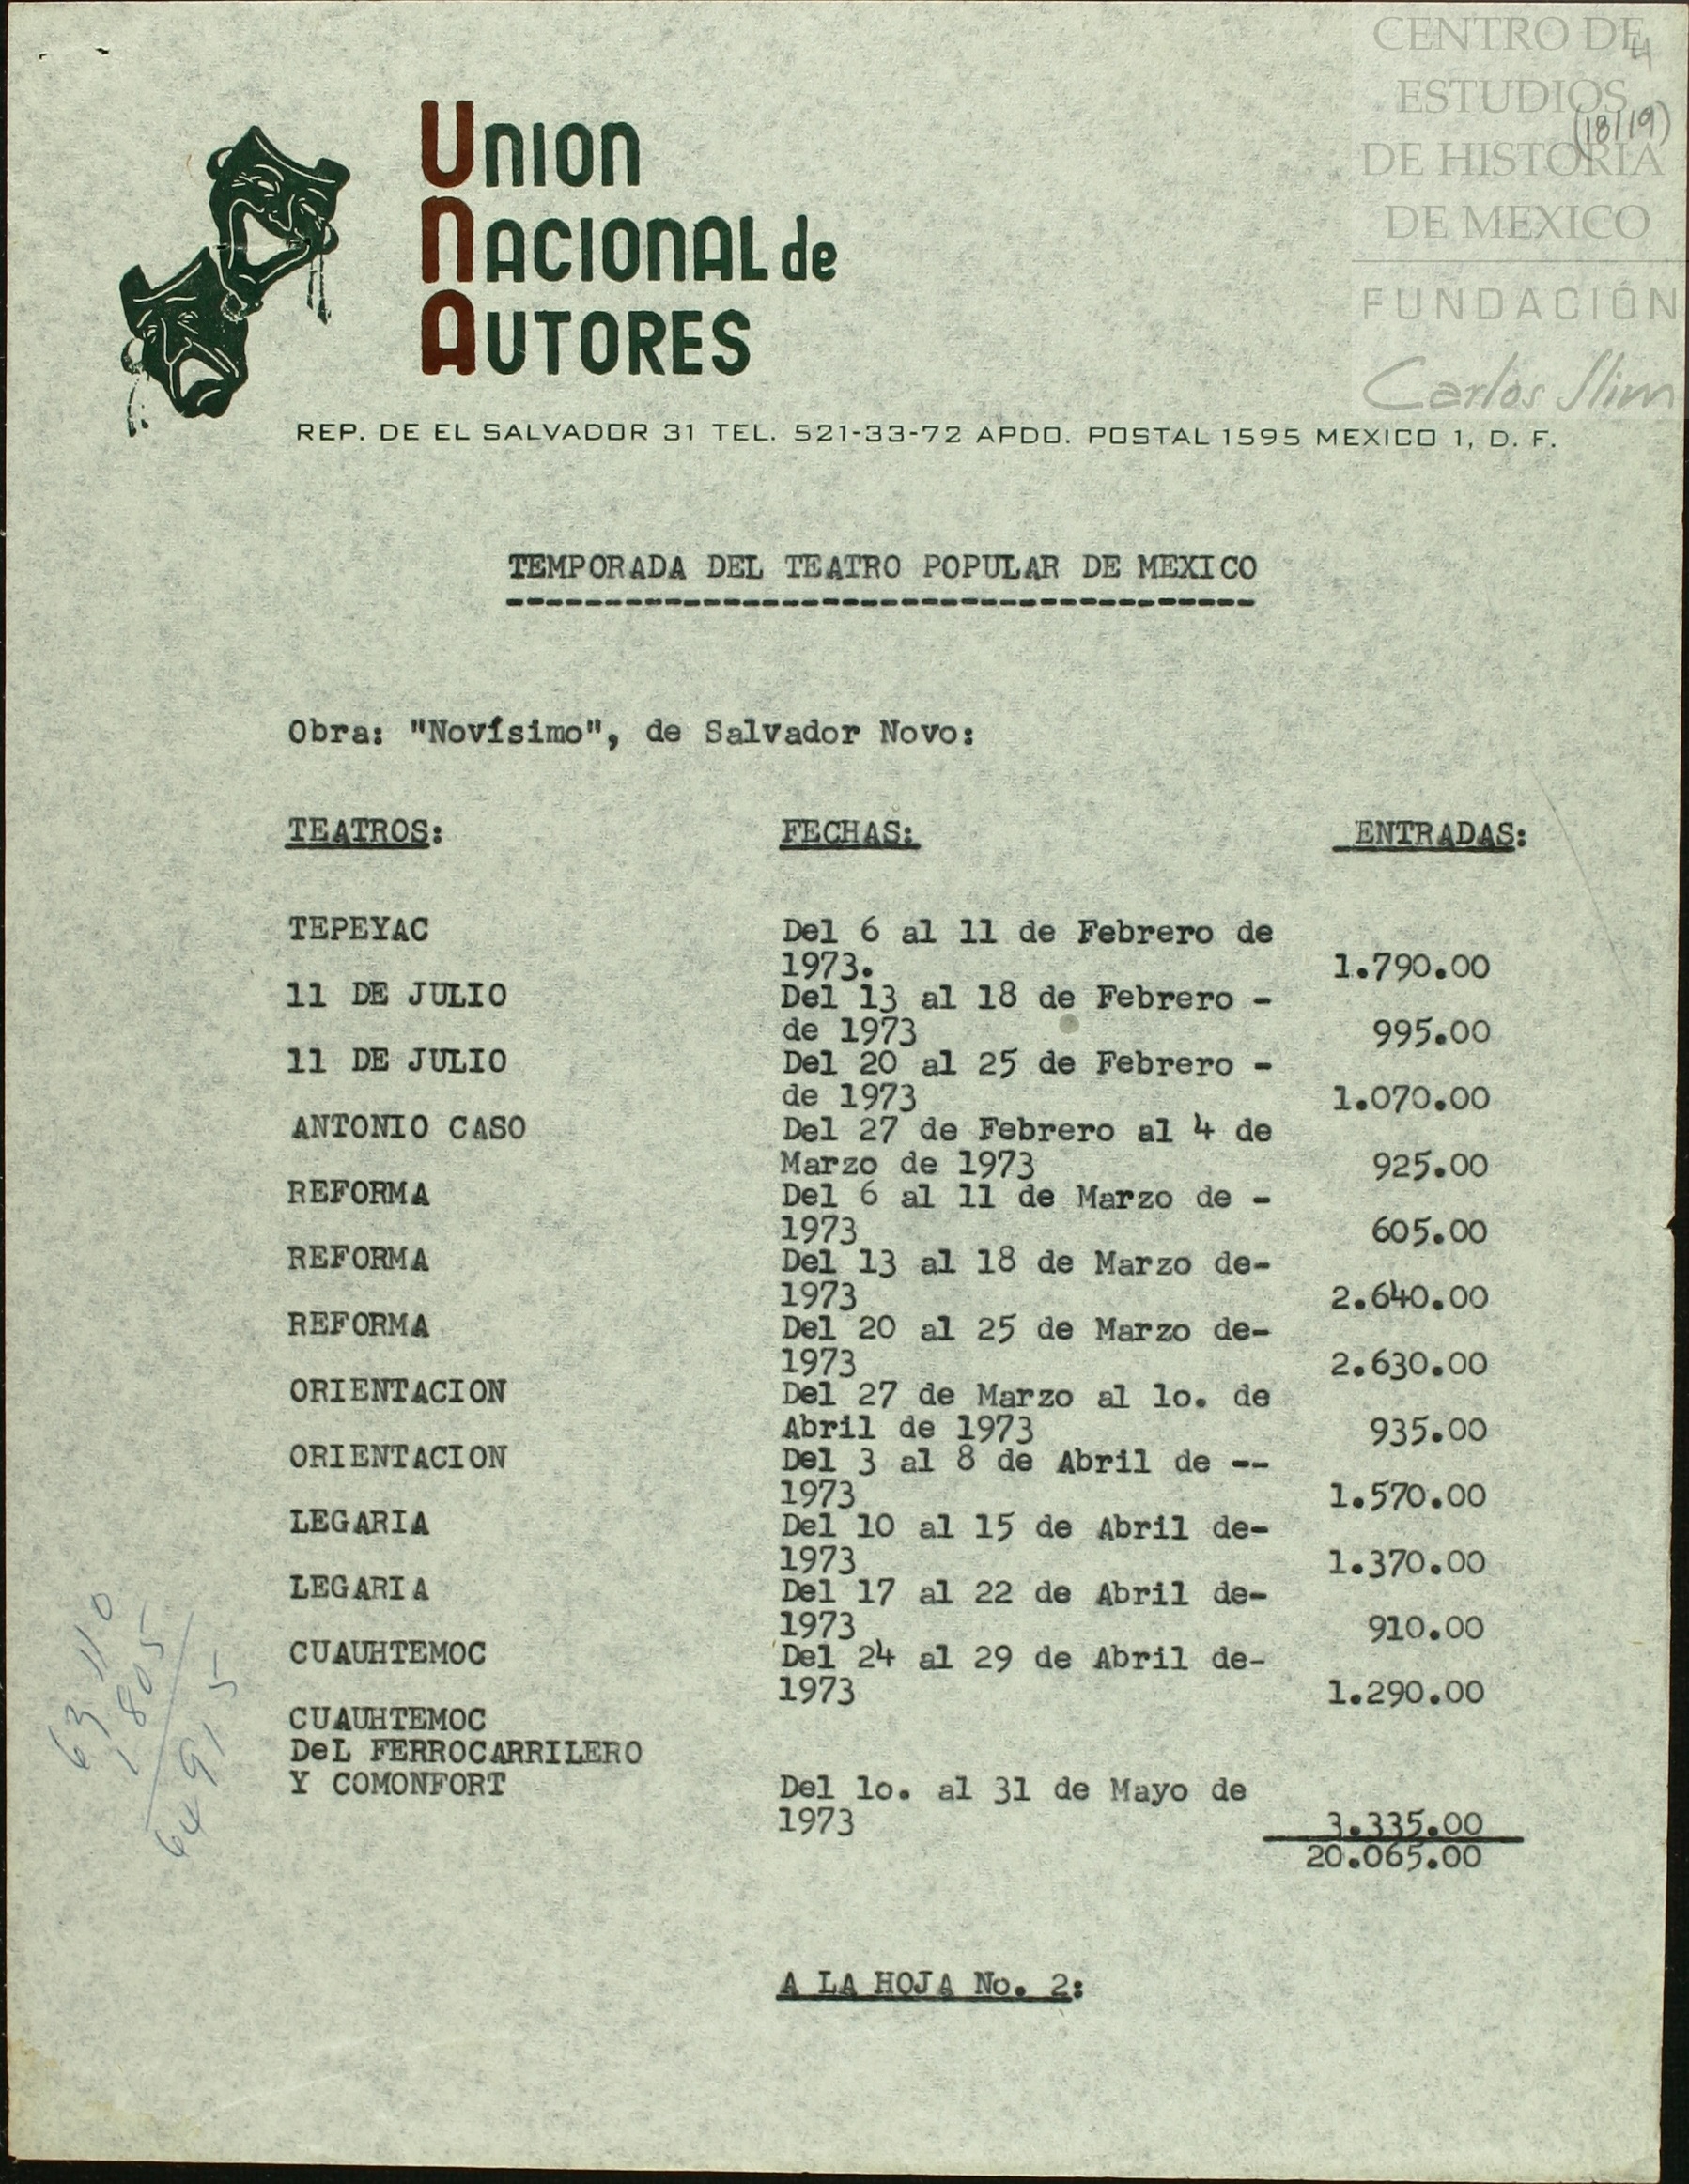 CENTRO DE
ESTUDIOS
DE HISTORIA
DE MEXICO
FUNDACIÓN
Carlos Slim
4
(18/19)
UNION
NACIONAL de
AUTORES
REP. DE EL SALVADOR 31 TEL. 521-33-72 APDO. POSTAL 1595 MEXICO 1, D. F.
TEMPORADA DEL TEATRO POPULAR DE MEXICO
---------------------------------------
Obra: "Novísimo", de Salvador Novo:
TEATROS: FECHAS: ENTRADAS:
TEPEYAC Del 6 al 11 de Febrero de
1973. 1.790.00
11 DE JULIO Del 13 al 18 de Febrero -
de 1973 995.00
11 DE JULIO Del 20 al 25 de Febrero -
de 1973 1.070.00
ANTONIO CASO Del 27 de Febrero al 4 de
Marzo de 1973 925.00
REFORMA Del 6 al 11 de Marzo de -
1973 605.00
REFORMA Del 13 al 18 de Marzo de-
1973 2.640.00
REFORMA Del 20 al 25 de Marzo de-
1973 2.630.00
ORIENTACION Del 27 de Marzo al 1o. de
Abril de 1973 935.00
ORIENTACION Del 3 al 8 de Abril de --
1973 1.570.00
LEGARIA Del 10 al 15 de Abril de-
1973 1.370.00
LEGARIA Del 17 al 22 de Abril de-
1973 910.00
CUAUHTEMOC Del 24 al 29 de Abril de-
1973 1.290.00
CUAUHTEMOC
DeL FERROCARRILERO
Y COMONFORT Del 1o. al 31 de Mayo de
1973 3.335.00
20.065.00
63 110
1 805
64 915
A LA HOJA No. 2: